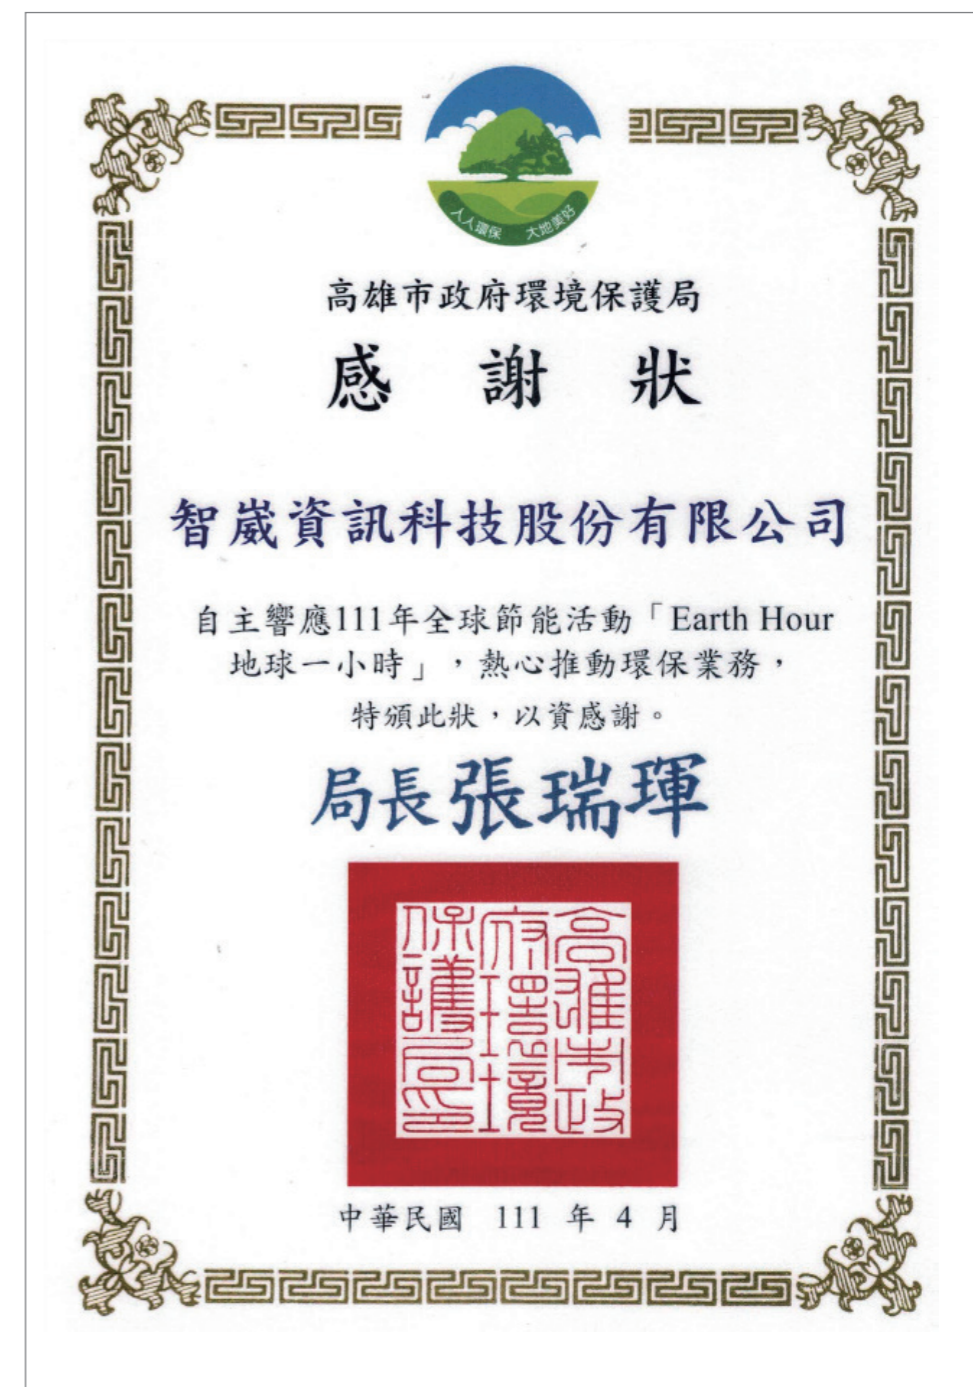 人人環保 大地美好
高雄市政府環境保護局
感謝狀
智崴資訊科技股份有限公司
自主響應111年全球節能活動「Earth Hour
地球一小時」，熱心推動環保業務，
特頒此狀，以資感謝。
局長張瑞琿
高雄市政
府環境
保護局印
中華民國 111 年 4 月